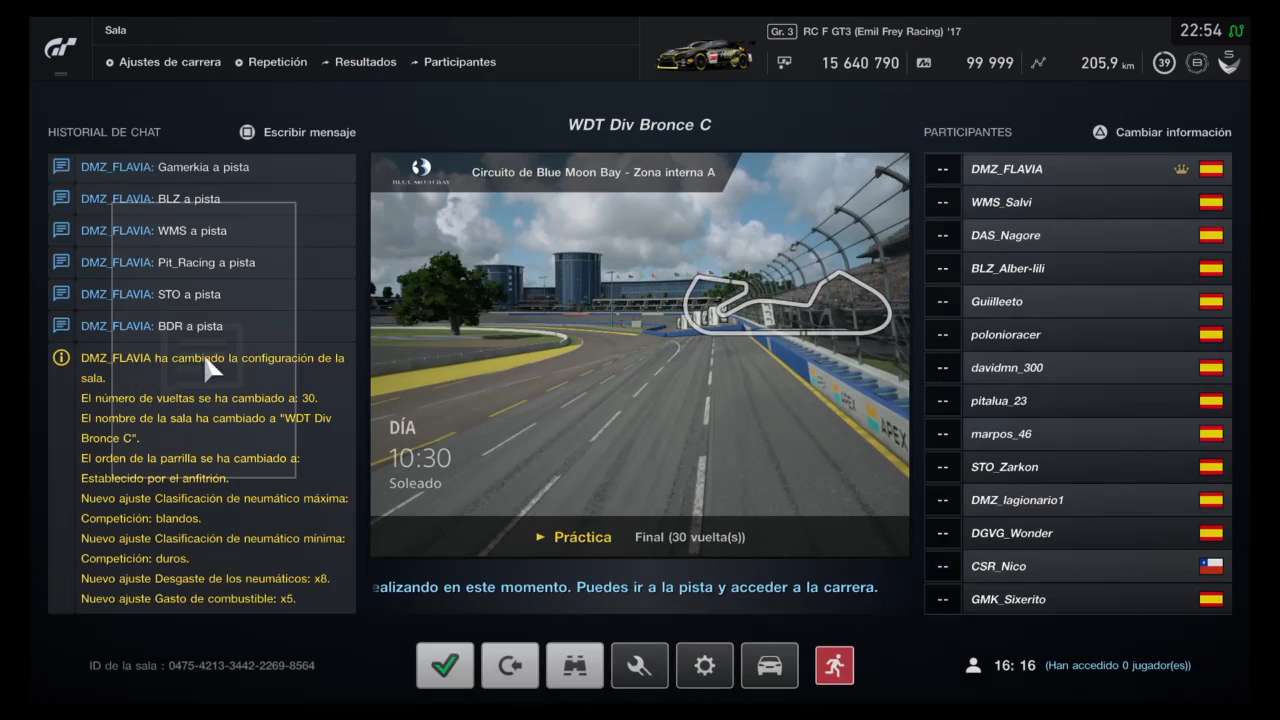 Sala
Ajustes de carrera
Repetición
Resultados
Participantes
Gr. 3
RC F GT3 (Emil Frey Racing) '17
22:54
15 640 790
99 999
205,9 km
39
B
S
HISTORIAL DE CHAT
Escribir mensaje
DMZ_FLAVIA: Gamerkia a pista
DMZ_FLAVIA: BLZ a pista
DMZ_FLAVIA: WMS a pista
DMZ_FLAVIA: Pit_Racing a pista
DMZ_FLAVIA: STO a pista
DMZ_FLAVIA: BDR a pista
DMZ_FLAVIA ha cambiado la configuración de la
sala.
El número de vueltas se ha cambiado a: 30.
El nombre de la sala ha cambiado a "WDT Div
Bronce C".
El orden de la parrilla se ha cambiado a:
Establecido por el anfitrión.
Nuevo ajuste Clasificación de neumático máxima:
Competición: blandos.
Nuevo ajuste Clasificación de neumático mínima:
Competición: duros.
Nuevo ajuste Desgaste de los neumáticos: x8.
Nuevo ajuste Gasto de combustible: x5.
WDT Div Bronce C
BLUE MOON BAY
Circuito de Blue Moon Bay - Zona interna A
APEX
APEX
DÍA
10:30
Soleado
Práctica
Final (30 vuelta(s))
ealizando en este momento. Puedes ir a la pista y acceder a la carrera.
PARTICIPANTES
Cambiar información
-- DMZ_FLAVIA
-- WMS_Salvi
-- DAS_Nagore
-- BLZ_Alber-lili
-- Guiilleeto
-- polonioracer
-- davidmn_300
-- pitalua_23
-- marpos_46
-- STO_Zarkon
-- DMZ_lagionario1
-- DGVG_Wonder
-- CSR_Nico
-- GMK_Sixerito
ID de la sala : 0475-4213-3442-2269-8564
16: 16
(Han accedido 0 jugador(es))